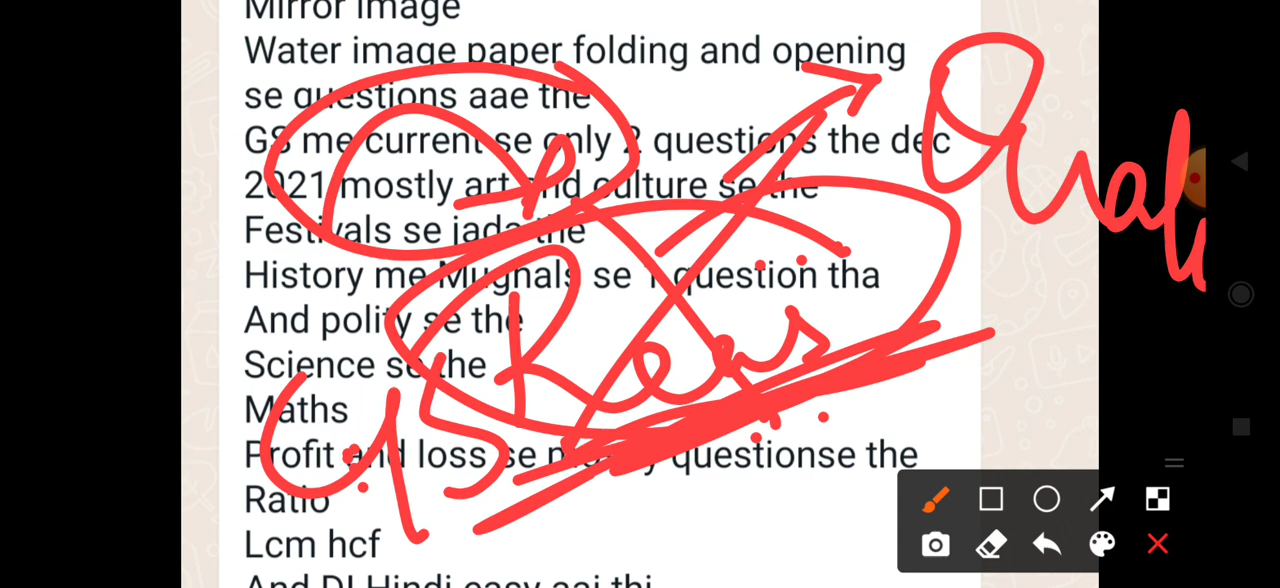 Mirror image
Water image paper folding and opening
se questions aae the
GS me current se only 2 questions the dec
2021 mostly art and culture se the
Festivals se jada the
History me Mughals se 1 question tha
And polity se the
Science se the
Maths
Profit and loss se mostly questionse the
Ratio
Lcm hcf
And DI Hindi easy aai thi
Reas
GS